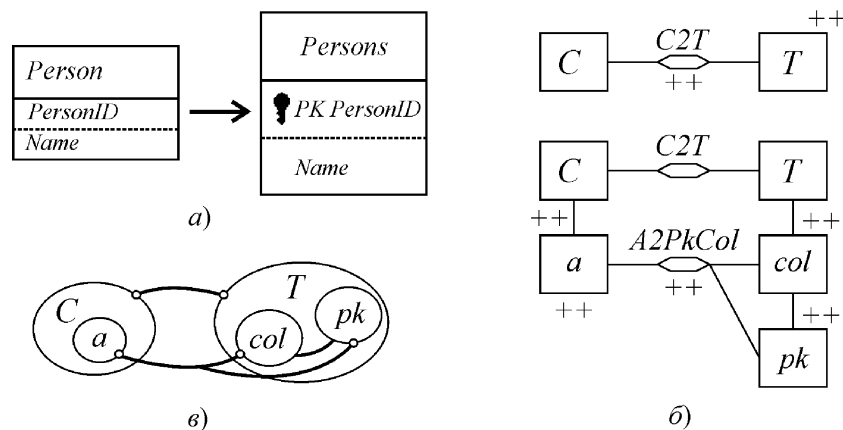 Person
PersonID
Name
Persons
PK PersonID
Name
а)
C
T
a
col
pk
в)
++
C
C2T
++
T
C
C2T
T
++
++
a
A2PkCol
++
col
++
++
pk
б)